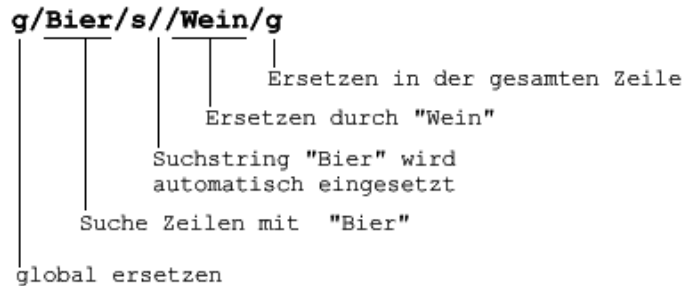 g/Bier/s//Wein/g
Ersetzen in der gesamten Zeile
Ersetzen durch "Wein"
Suchstring "Bier" wird
automatisch eingesetzt
Suche Zeilen mit "Bier"
global ersetzen